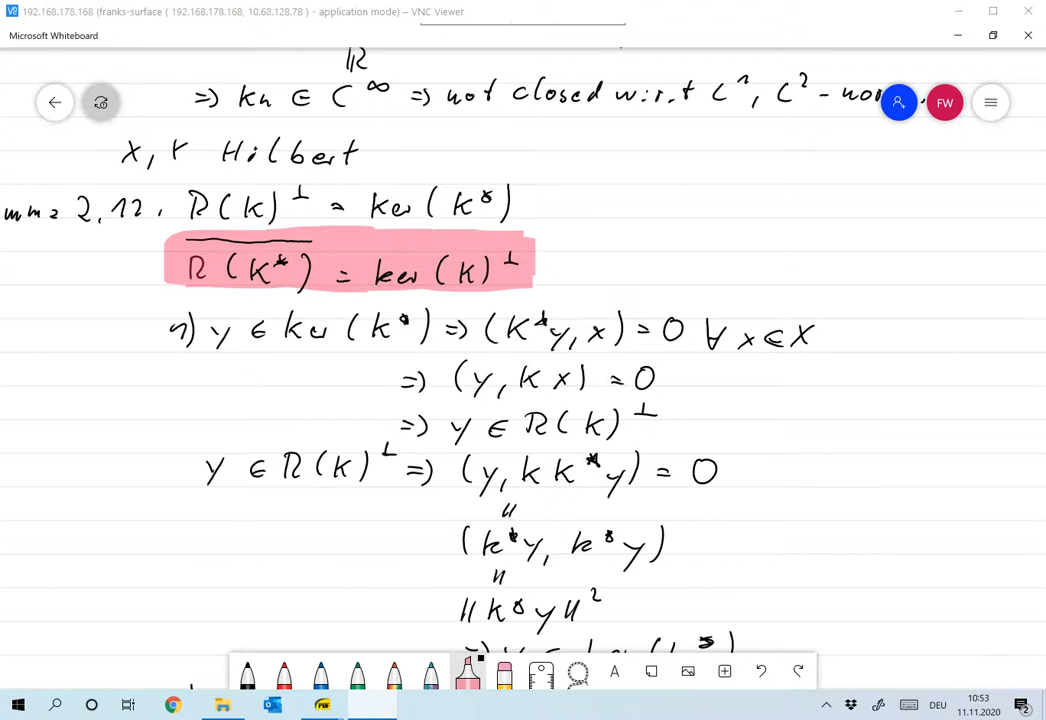 192.168.178.168 (franks-surface ( 192.168.178.168, 10.68.128.78 ) - application mode) – VNC Viewer
Microsoft Whiteboard
ℝ
=> kn ∈ C^∞ => not closed w.r.t C^1, C^2 - nor
FW
X, Y Hilbert
2.12. R(K)^⊥ = ker(K*)
R(K*) = ker(K)^⊥
1) y ∈ ker(K*) => (K*y, x) = 0 ∀ x ∈ X
=> (y, Kx) = 0
=> y ∈ R(K)^⊥
y ∈ R(K)^⊥ => (y, KK*y) = 0
"
(K*y, K*y)
"
||K*y||^2
A
DEU
10:53
11.11.2020
2